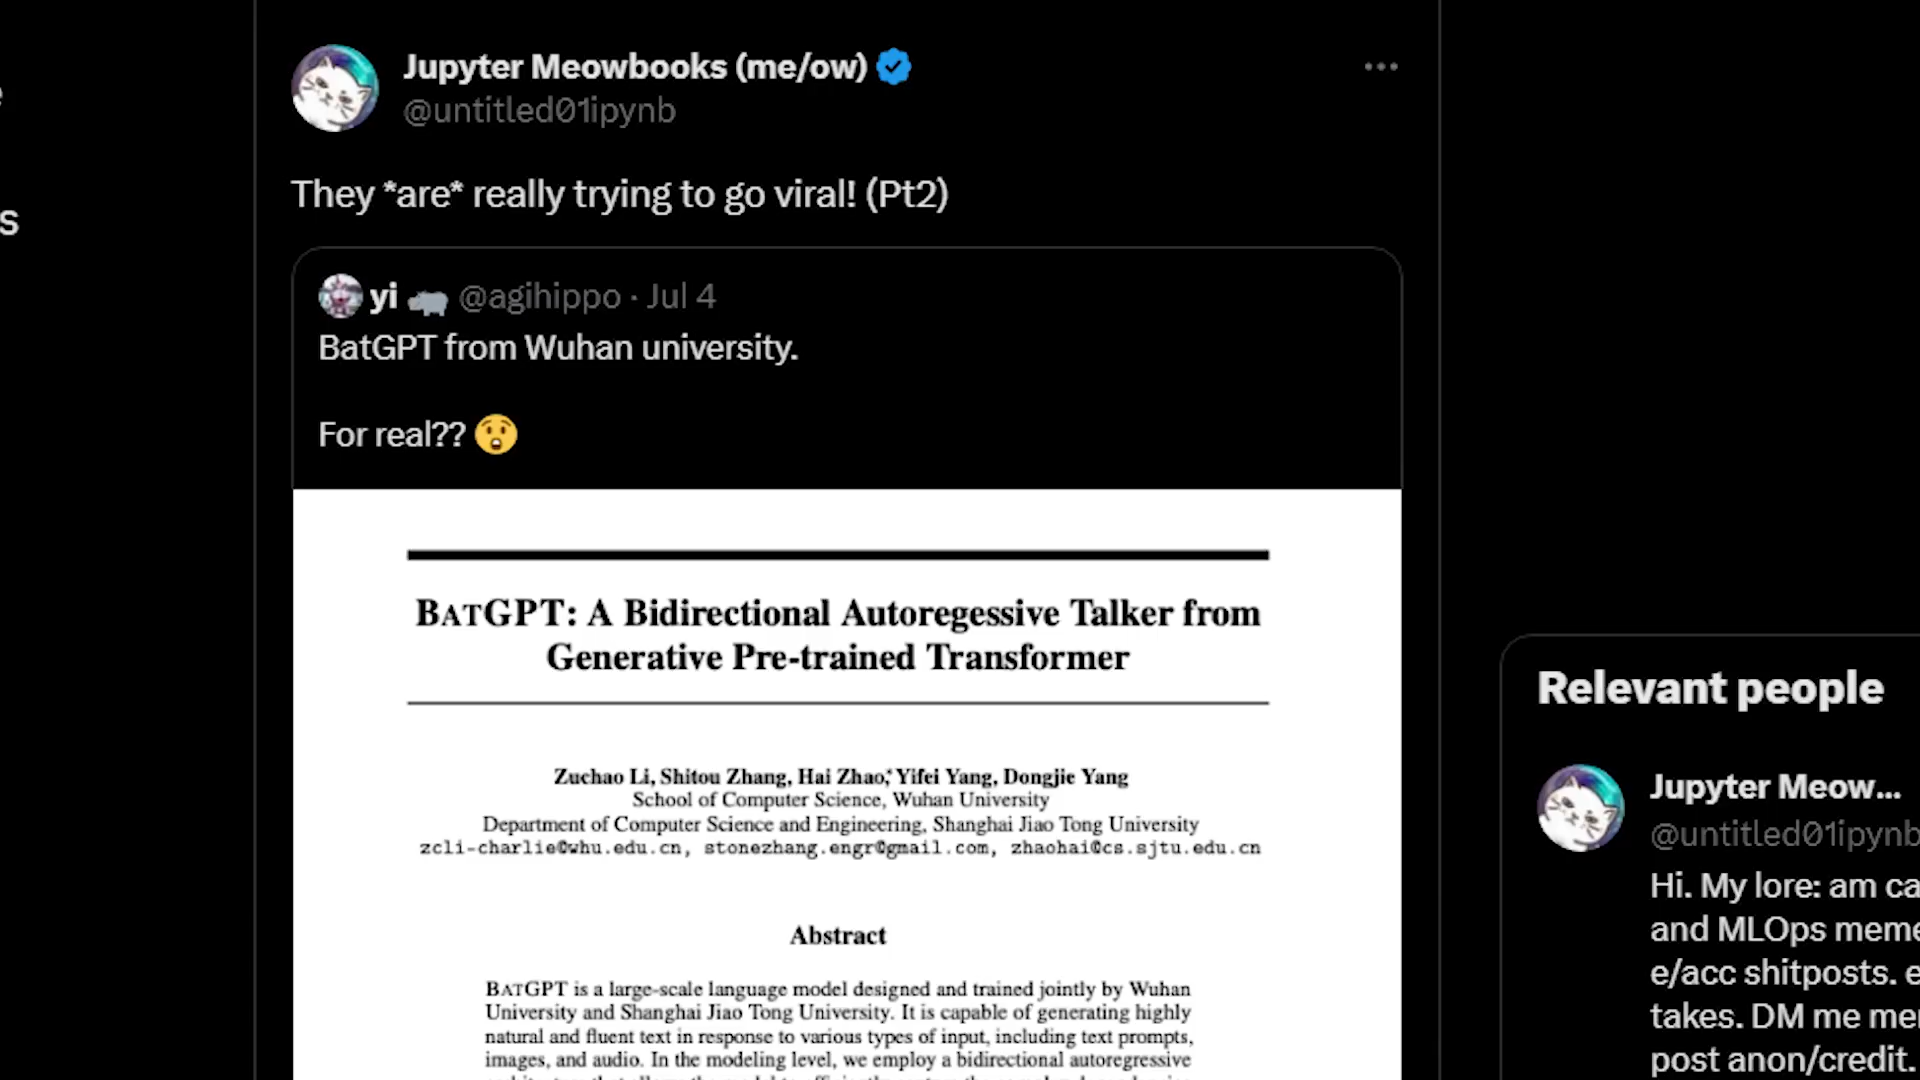 s
Jupyter Meowbooks (me/ow)
@untitled01ipynb
They *are* really trying to go viral! (Pt2)
yi @agihippo · Jul 4
BatGPT from Wuhan university.
For real??
BATGPT: A Bidirectional Autoregessive Talker from
Generative Pre-trained Transformer
Zuchao Li, Shitou Zhang, Hai Zhao,* Yifei Yang, Dongjie Yang
School of Computer Science, Wuhan University
Department of Computer Science and Engineering, Shanghai Jiao Tong University
zcli-charlie@whu.edu.cn, stonezhang.engr@gmail.com, zhaohai@cs.sjtu.edu.cn
Abstract
BATGPT is a large-scale language model designed and trained jointly by Wuhan
University and Shanghai Jiao Tong University. It is capable of generating highly
natural and fluent text in response to various types of input, including text prompts,
images, and audio. In the modeling level, we employ a bidirectional autoregressive
Relevant people
Jupyter Meow...
@untitled01ipynb
Hi. My lore: am ca
and MLOps meme
e/acc shitposts. e
takes. DM me me
post anon/credit.